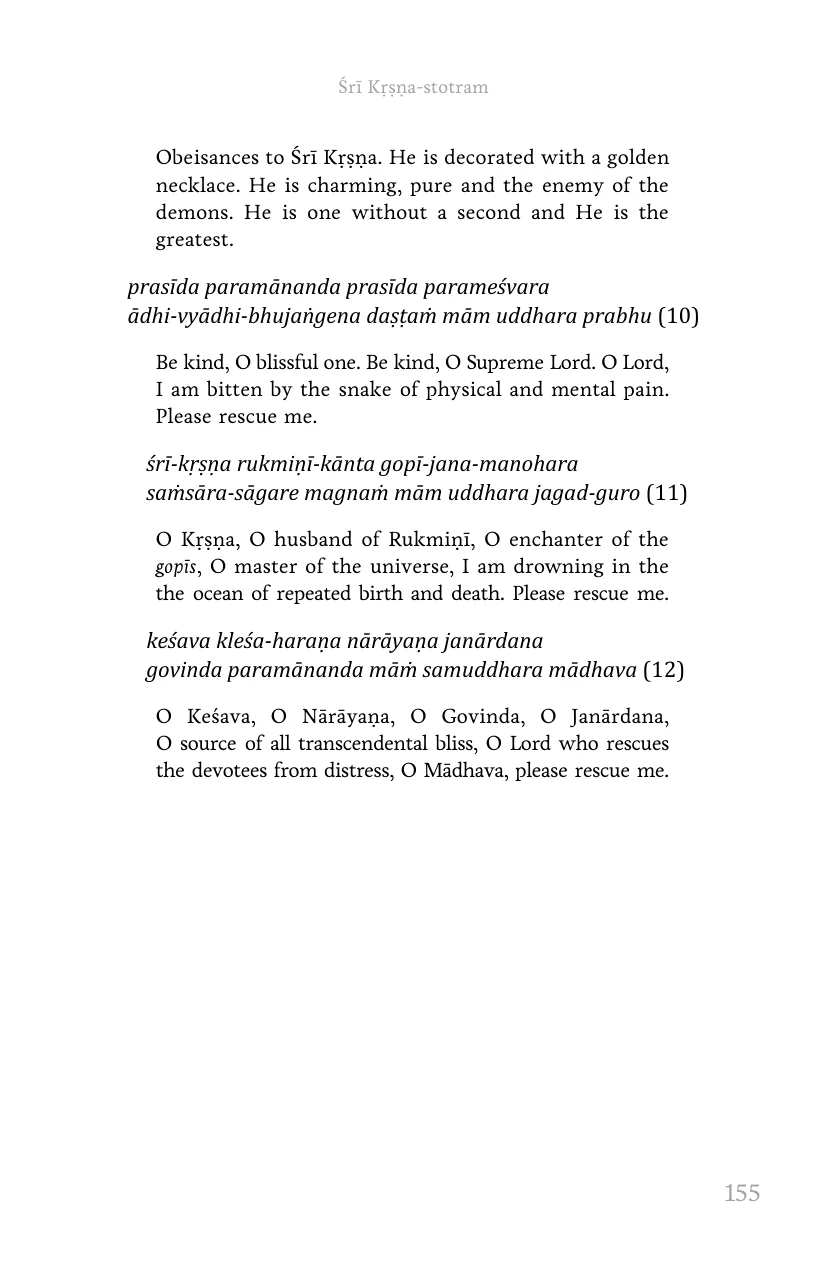 Śrī Kṛṣṇa-stotram
Obeisances to Śrī Kṛṣṇa. He is decorated with a golden
necklace. He is charming, pure and the enemy of the
demons. He is one without a second and He is the
greatest.
prasīda paramānanda prasīda parameśvara
ādhi-vyādhi-bhujaṅgena daṣṭaṁ mām uddhara prabhu (10)
Be kind, O blissful one. Be kind, O Supreme Lord. O Lord,
I am bitten by the snake of physical and mental pain.
Please rescue me.
śrī-kṛṣṇa rukmiṇī-kānta gopī-jana-manohara
saṁsāra-sāgare magnaṁ mām uddhara jagad-guro (11)
O Kṛṣṇa, O husband of Rukmiṇī, O enchanter of the
gopīs, O master of the universe, I am drowning in the
the ocean of repeated birth and death. Please rescue me.
keśava kleśa-haraṇa nārāyaṇa janārdana
govinda paramānanda māṁ samuddhara mādhava (12)
O Keśava, O Nārāyaṇa, O Govinda, O Janārdana,
O source of all transcendental bliss, O Lord who rescues
the devotees from distress, O Mādhava, please rescue me.
155